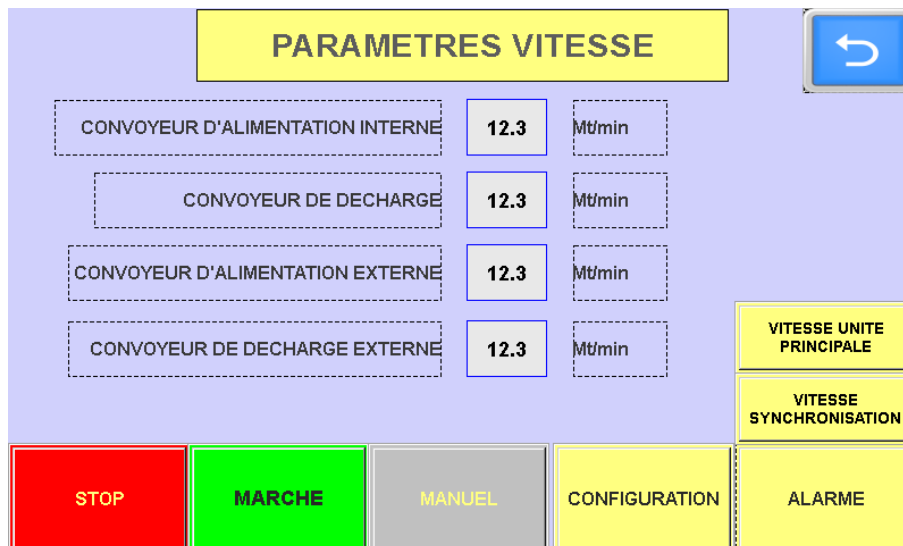 PARAMETRES VITESSE
CONVOYEUR D'ALIMENTATION INTERNE 12.3 Mt/min
CONVOYEUR DE DECHARGE 12.3 Mt/min
CONVOYEUR D'ALIMENTATION EXTERNE 12.3 Mt/min
CONVOYEUR DE DECHARGE EXTERNE 12.3 Mt/min
VITESSE UNITE
PRINCIPALE
VITESSE
SYNCHRONISATION
STOP MARCHE MANUEL CONFIGURATION ALARME